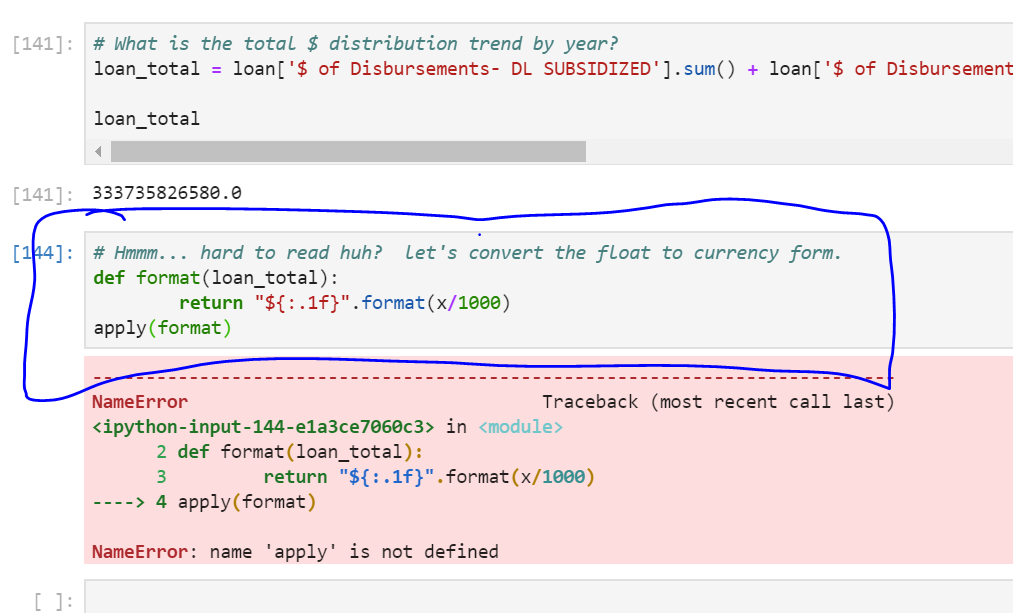 [141]: # What is the total $ distribution trend by year?
loan_total = loan['$ of Disbursements- DL SUBSIDIZED'].sum() + loan['$ of Disbursement
loan_total
[141]: 333735826580.0
[144]: # Hmmm... hard to read huh?  let's convert the float to currency form.
def format(loan_total):
        return "${:.1f}".format(x/1000)
apply(format)
---------------------------------------------------------------------------
NameError                                 Traceback (most recent call last)
<ipython-input-144-e1a3ce7060c3> in <module>
      2 def format(loan_total):
      3         return "${:.1f}".format(x/1000)
----> 4 apply(format)
NameError: name 'apply' is not defined
[ ]: